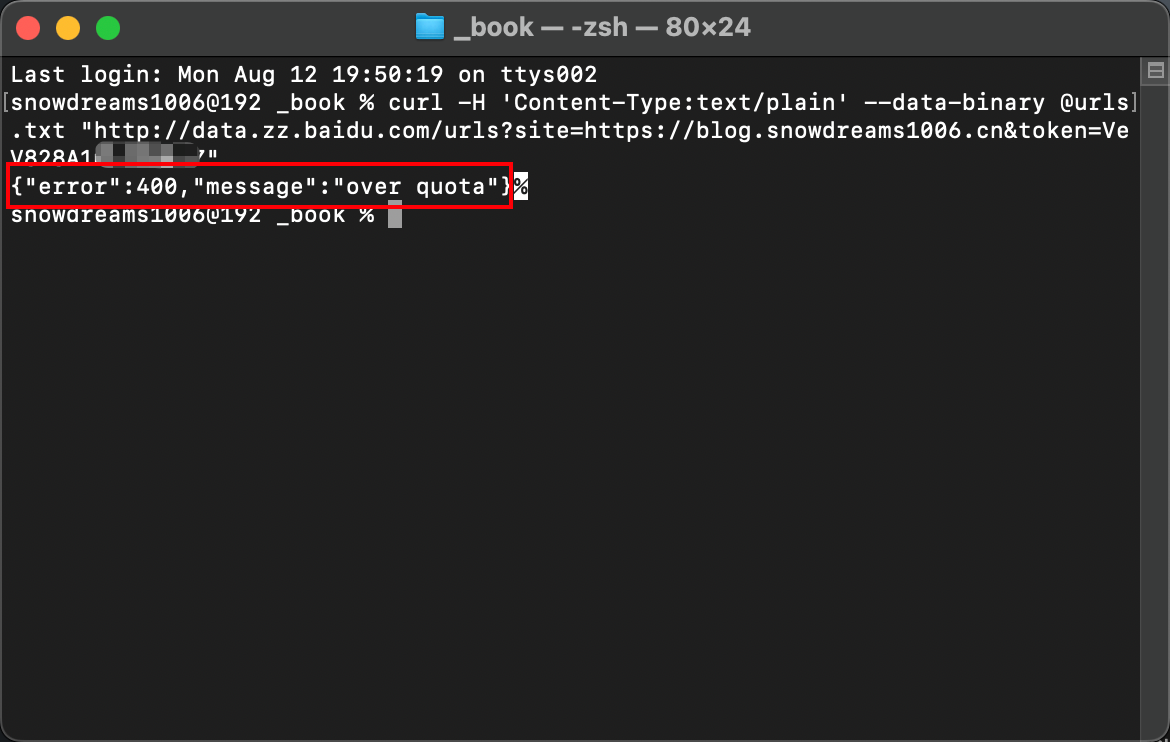 _book — -zsh — 80×24
Last login: Mon Aug 12 19:50:19 on ttys002
[snowdreams1006@192 _book % curl -H 'Content-Type:text/plain' --data-binary @urls]
.txt "http://data.zz.baidu.com/urls?site=https://blog.snowdreams1006.cn&token=Ve
V828A1
{"error":400,"message":"over quota"}%
snowdreams1006@192 _book %